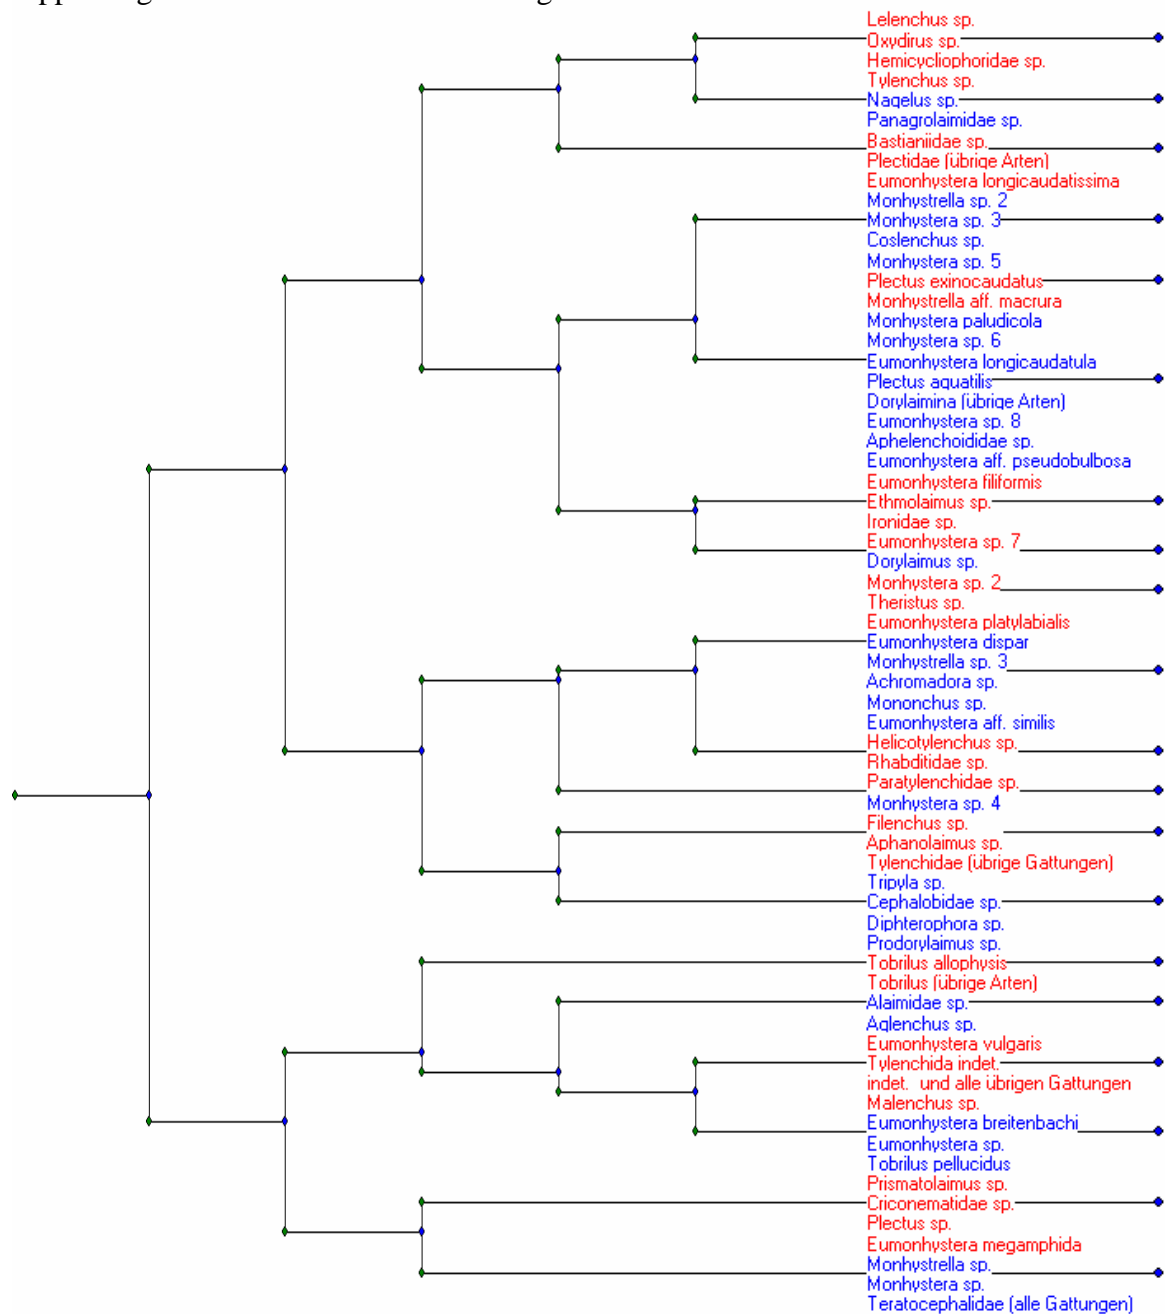 Lelenchus sp.
Oxydirus sp.
Hemicycliophoridae sp.
Tylenchus sp.
Nagelus sp.
Panagrolaimidae sp.
Bastianiidae sp.
Plectidae (übrige Arten)
Eumonhystera longicaudatissima
Monhystrella sp. 2
Monhystera sp. 3
Coslenchus sp.
Monhystera sp. 5
Plectus exinocaudatus
Monhystrella aff. macrura
Monhystera paludicola
Monhystera sp. 6
Eumonhystera longicaudatula
Plectus aquatilis
Dorylaimina (übrige Arten)
Eumonhystera sp. 8
Aphelenchoididae sp.
Eumonhystera aff. pseudobulbosa
Eumonhystera filiformis
Ethmolaimus sp.
Ironidae sp.
Eumonhystera sp. 7
Dorylaimus sp.
Monhystera sp. 2
Theristus sp.
Eumonhystera platylabialis
Eumonhystera dispar
Monhystrella sp. 3
Achromadora sp.
Mononchus sp.
Eumonhystera aff. similis
Helicotylenchus sp.
Rhabditidae sp.
Paratylenchidae sp.
Monhystera sp. 4
Filenchus sp.
Aphanolaimus sp.
Tylenchidae (übrige Gattungen)
Tripyla sp.
Cephalobidae sp.
Diphterophora sp.
Prodorylaimus sp.
Tobrilus allophysis
Tobrilus (übrige Arten)
Alaimidae sp.
Aglenchus sp.
Eumonhystera vulgaris
Tylenchida indet.
indet. und alle übrigen Gattungen
Malenchus sp.
Eumonhystera breitenbachi
Eumonhystera sp.
Tobrilus pellucidus
Prismatolaimus sp.
Criconematidae sp.
Plectus sp.
Eumonhystera megamphida
Monhystrella sp.
Monhystera sp.
Teratocephalidae (alle Gattungen)